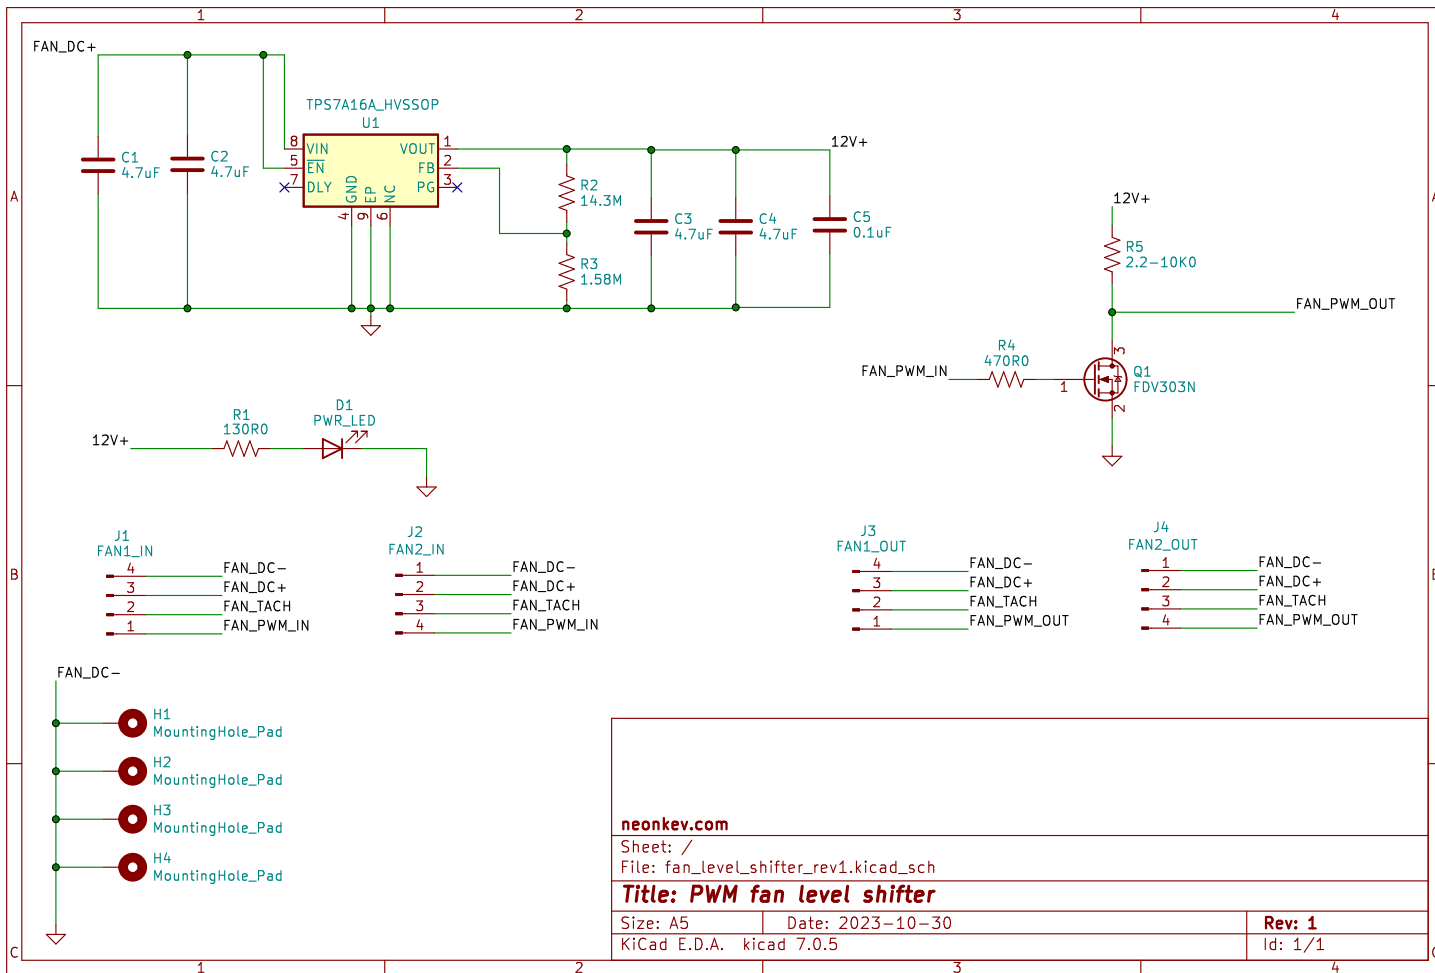 1 2 3 4
FAN_DC+
TPS7A16A_HVSSOP
U1
8 VIN VOUT 1
5 EN FB 2
7 DLY PG 3
GND EP NC
4 9 6
C1
4.7uF
C2
4.7uF
R2
14.3M
R3
1.58M
C3
4.7uF
C4
4.7uF
C5
0.1uF
12V+
A
12V+
R5
2.2-10K0
FAN_PWM_OUT
R4
470R0
FAN_PWM_IN
3
1
2
Q1
FDV303N
R1
130R0
D1
PWR_LED
12V+
B
J1
FAN1_IN
4 FAN_DC-
3 FAN_DC+
2 FAN_TACH
1 FAN_PWM_IN
J2
FAN2_IN
1 FAN_DC-
2 FAN_DC+
3 FAN_TACH
4 FAN_PWM_IN
J3
FAN1_OUT
4 FAN_DC-
3 FAN_DC+
2 FAN_TACH
1 FAN_PWM_OUT
J4
FAN2_OUT
1 FAN_DC-
2 FAN_DC+
3 FAN_TACH
4 FAN_PWM_OUT
FAN_DC-
H1
MountingHole_Pad
H2
MountingHole_Pad
H3
MountingHole_Pad
H4
MountingHole_Pad
neonkev.com
Sheet: /
File: fan_level_shifter_rev1.kicad_sch
Title: PWM fan level shifter
Size: A5 Date: 2023-10-30 Rev: 1
KiCad E.D.A. kicad 7.0.5 Id: 1/1
C
1 2 3 4